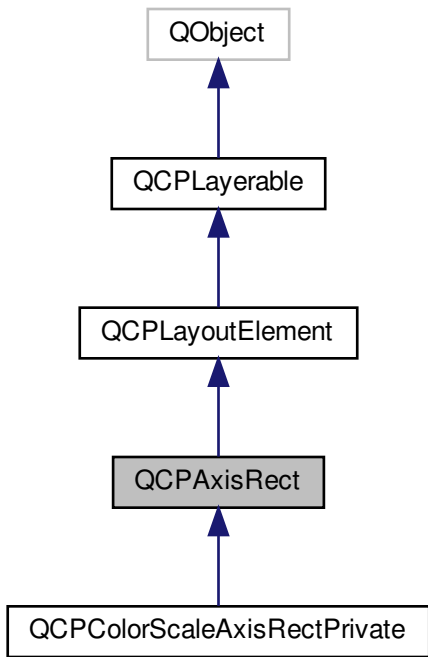 QObject
QCPLayerable
QCPLayoutElement
QCPAxisRect
QCPColorScaleAxisRectPrivate